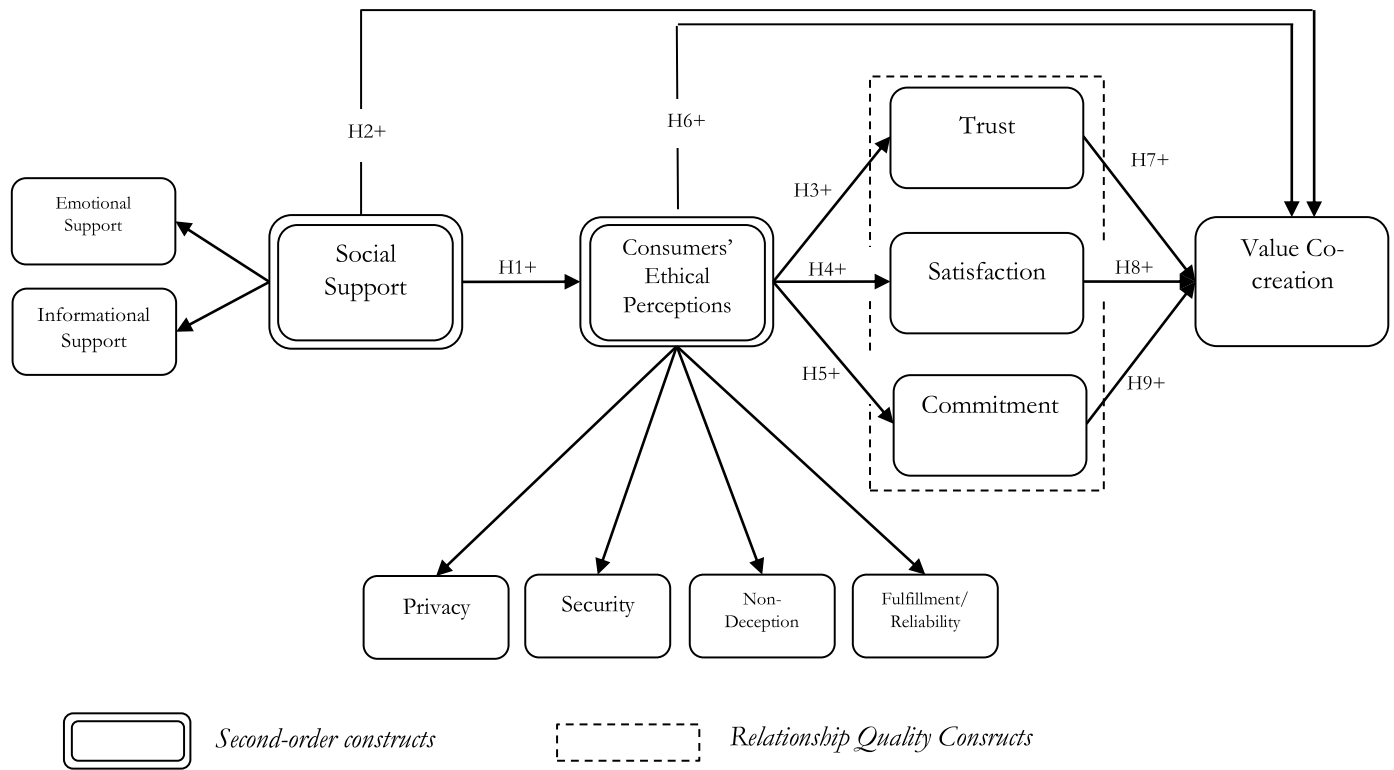 H2+
H6+
Trust
H7+
H3+
Emotional
Support
Social
Support
Consumers’
Ethical
Perceptions
Satisfaction
Value Co-
creation
H1+
H4+
H8+
Informational
Support
H5+
H9+
Commitment
Privacy
Security
Non-
Deception
Fulfillment/
Reliability
Second-order constructs
Relationship Quality Consructs